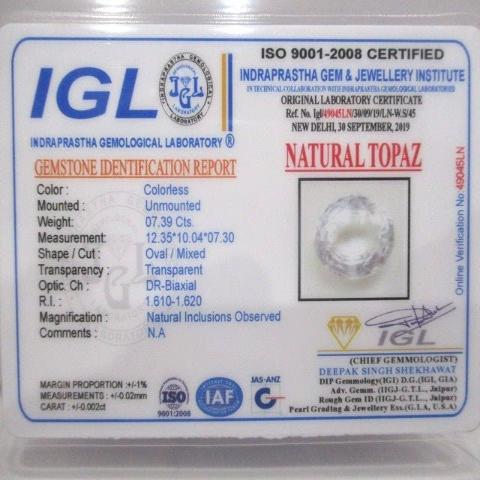 IGL
INDRAPRASTHA GEMOLOGICAL LABORATORY ®
GEMSTONE IDENTIFICATION REPORT
Color : Colorless
Mounted : Unmounted
Weight : 07.39 Cts.
Measurement : 12.35*10.04*07.30
Shape / Cut : Oval / Mixed
Transparency : Transparent
Optic. Ch : DR-Biaxial
R.I. : 1.610-1.620
Magnification : Natural Inclusions Observed
Comments : N.A
MARGIN PROPORTION :+/-1%
MEASUREMENTS : +/-0.02mm
CARAT : +/-0.002ct
ISO
9001:2008
IAF
JAS-ANZ
ISO 9001-2008 CERTIFIED
INDRAPRASTHA GEM & JEWELLERY INSTITUTE
IN TECHNICAL COLLABORATION WITH INDRAPRASTHA GEMOLOGICAL LABORATORIES
ORIGINAL LABORATORY CERTIFICATE
Ref. No. Igl/49045LN/30/09/19/LN-W.S/45
NEW DELHI, 30 SEPTEMBER, 2019
NATURAL TOPAZ
Online Verification No. 49045LN
IGL
(CHIEF GEMMOLOGIST)
DEEPAK SINGH SHEKHAWAT
DIP Gemmology(IGI) D.G.(IGL, GIA)
Adv. Gemm. (IIGJ-G.T.L., Jaipur)
Rough Gem ID (IIGJ-G.T.L., Jaipur)
Pearl Grading & Jewellery Ess.(G.I.A, U.S.A)